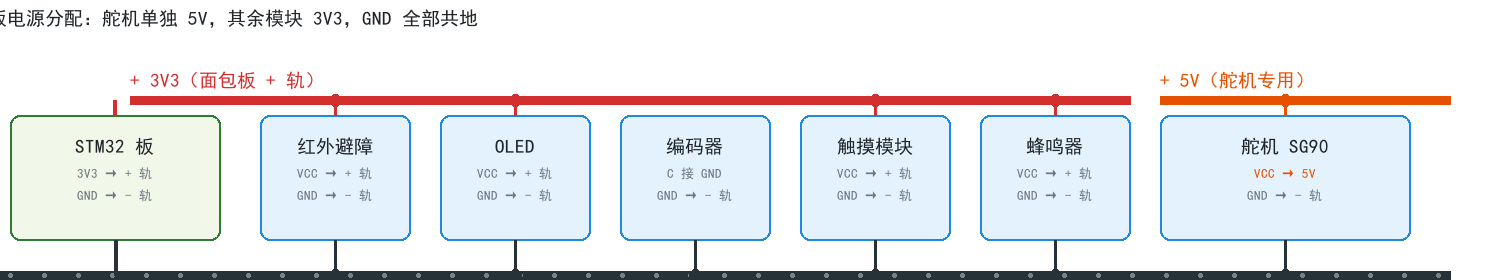 板电源分配：舵机单独 5V，其余模块 3V3，GND 全部共地
+ 3V3（面包板 + 轨）
+ 5V（舵机专用）
STM32 板
3V3 → + 轨
GND → - 轨
红外避障
VCC → + 轨
GND → - 轨
OLED
VCC → + 轨
GND → - 轨
编码器
C 接 GND
GND → - 轨
触摸模块
VCC → + 轨
GND → - 轨
蜂鸣器
VCC → + 轨
GND → - 轨
舵机 SG90
VCC → 5V
GND → - 轨